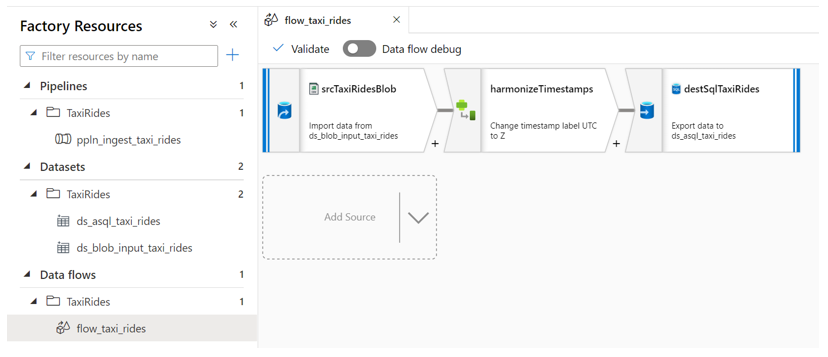 Factory Resources
Filter resources by name
Pipelines 1
TaxiRides 1
ppln_ingest_taxi_rides
Datasets 2
TaxiRides 2
ds_asql_taxi_rides
ds_blob_input_taxi_rides
Data flows 1
TaxiRides 1
flow_taxi_rides
flow_taxi_rides
Validate Data flow debug
srcTaxiRidesBlob
Import data from
ds_blob_input_taxi_rides
harmonizeTimestamps
Change timestamp label UTC
to Z
destSqlTaxiRides
Export data to
ds_asql_taxi_rides
Add Source